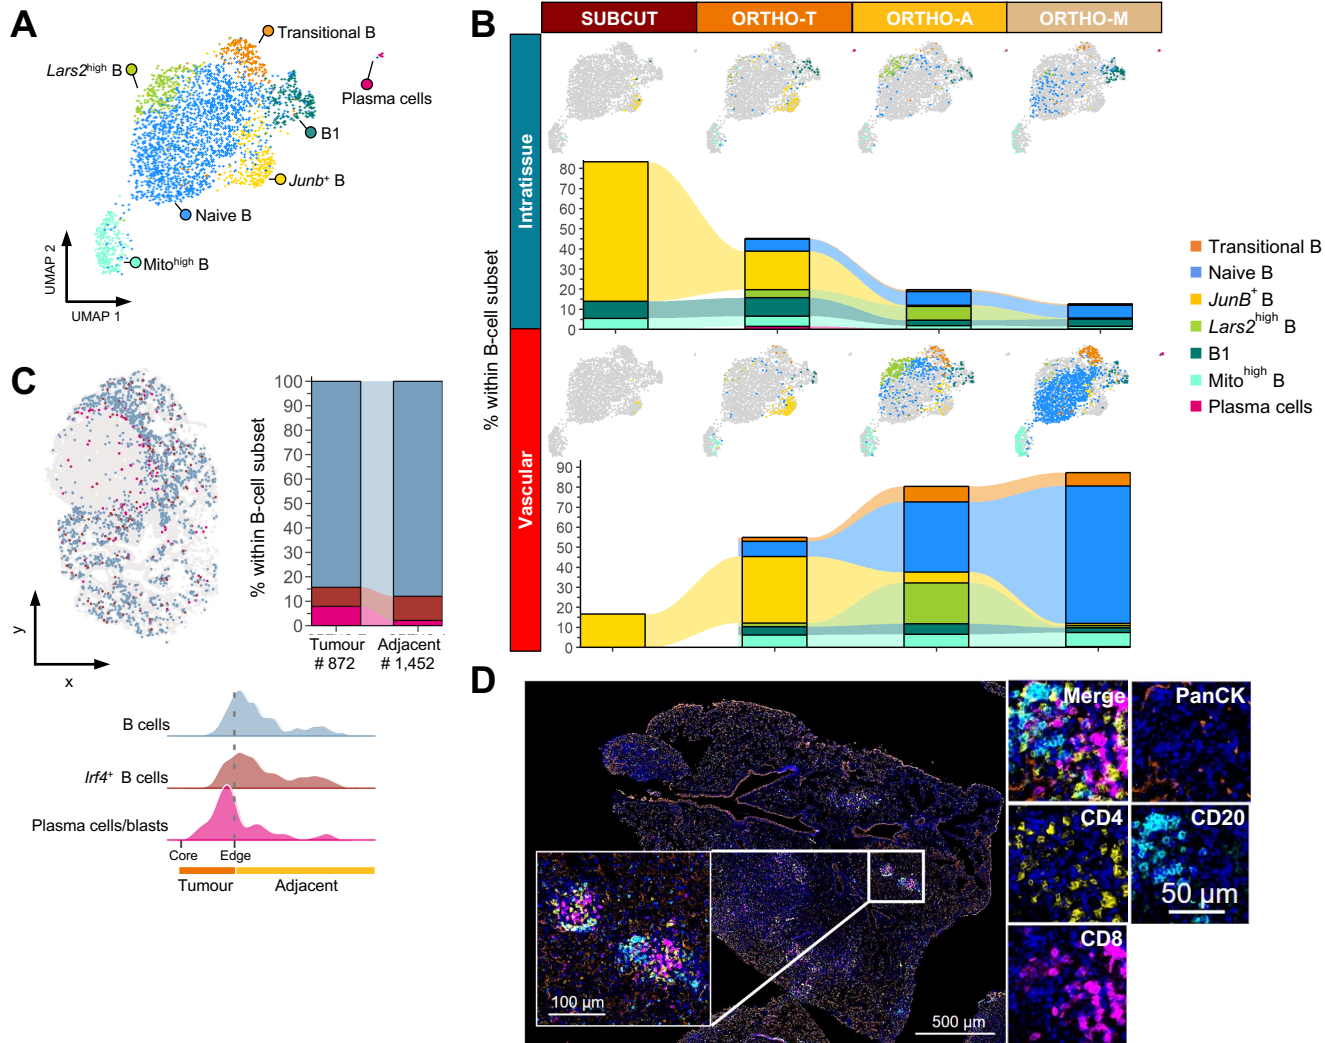 A
Transitional B
Lars2high B
Plasma cells
B1
Junb+ B
Naive B
Mitohigh B
UMAP 2
UMAP 1
B
SUBCUT
ORTHO-T
ORTHO-A
ORTHO-M
Intratissue
Vascular
% within B-cell subset
80
70
60
50
40
30
20
10
0
90
80
70
60
50
40
30
20
10
0
Transitional B
Naive B
JunB+ B
Lars2high B
B1
Mitohigh B
Plasma cells
C
y
x
% within B-cell subset
100
90
80
70
60
50
40
30
20
10
0
Tumour
# 872
Adjacent
# 1,452
B cells
Irf4+ B cells
Plasma cells/blasts
Core
Edge
Tumour
Adjacent
D
100 µm
500 µm
Merge
PanCK
CD4
CD20
50 µm
CD8